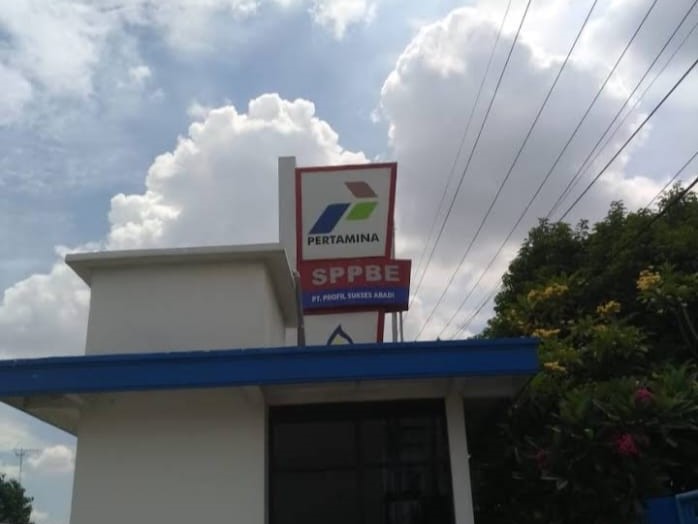 PERTAMINA
SPPBE
PT. PROFIL SUKSES ABADI